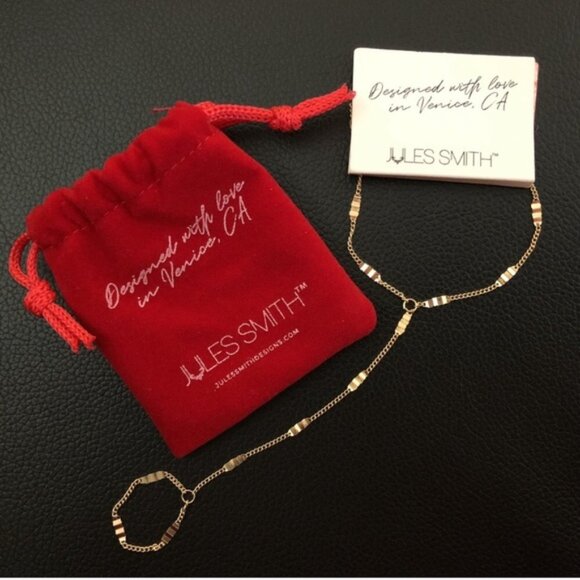 Designed with love
in Venice, CA
JULES SMITH™
JULESSMITHDESIGNS.COM
Designed with love
in Venice, CA
JULES SMITH™